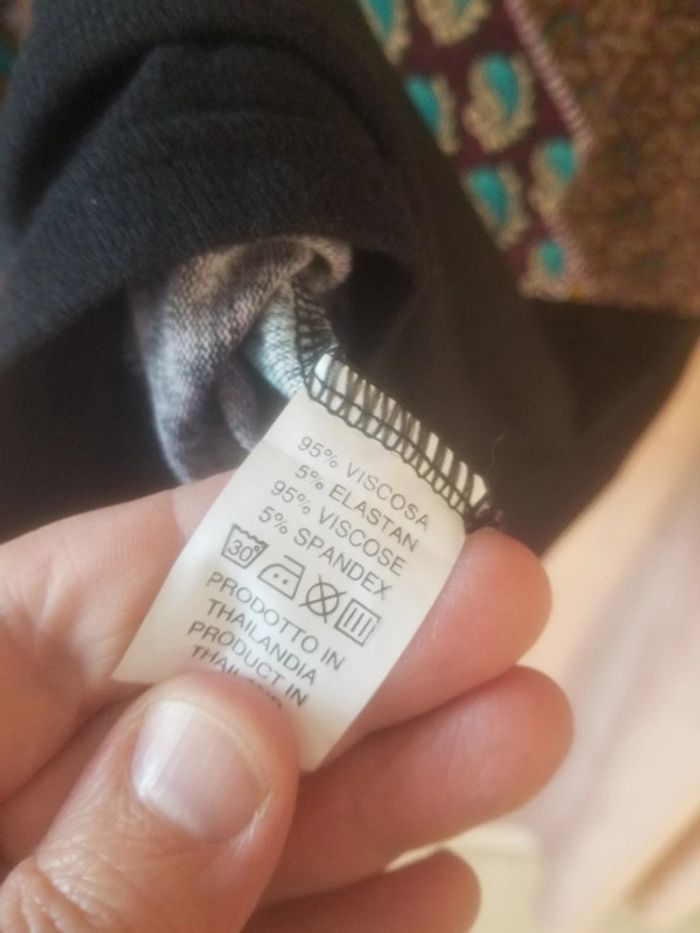 95% VISCOSA
5% ELASTAN
95% VISCOSE
5% SPANDEX
30°
PRODOTTO IN
THAILANDIA
PRODUCT IN